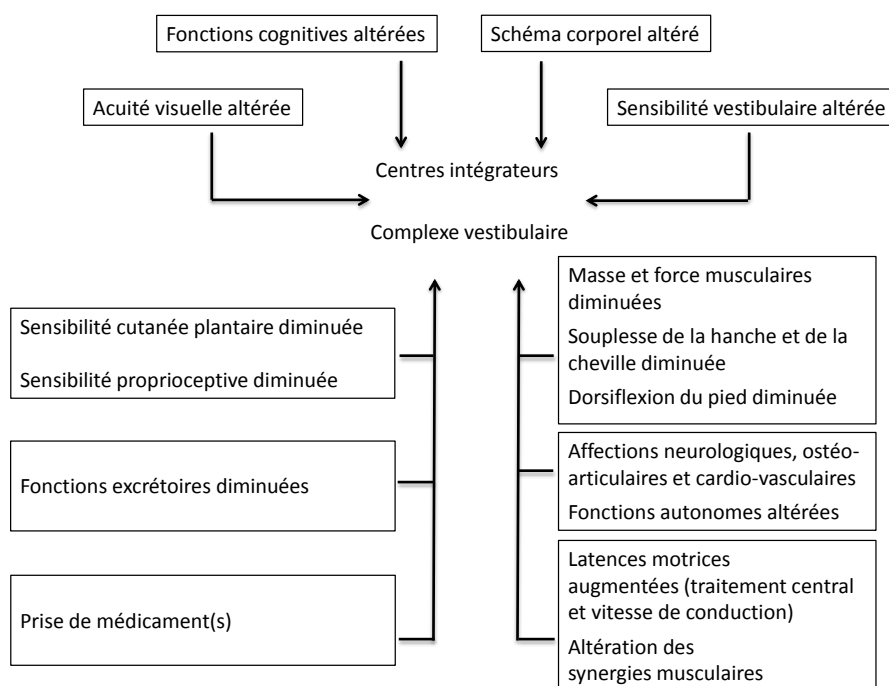 Fonctions cognitives altérées
Schéma corporel altéré
Acuité visuelle altérée
Sensibilité vestibulaire altérée
Centres intégrateurs
Complexe vestibulaire
Sensibilité cutanée plantaire diminuée
Sensibilité proprioceptive diminuée
Fonctions excrétoires diminuées
Prise de médicament(s)
Masse et force musculaires
diminuées
Souplesse de la hanche et de la
cheville diminuée
Dorsiflexion du pied diminuée
Affections neurologiques, ostéo-
articulaires et cardio-vasculaires
Fonctions autonomes altérées
Latences motrices
augmentées (traitement central
et vitesse de conduction)
Altération des
synergies musculaires